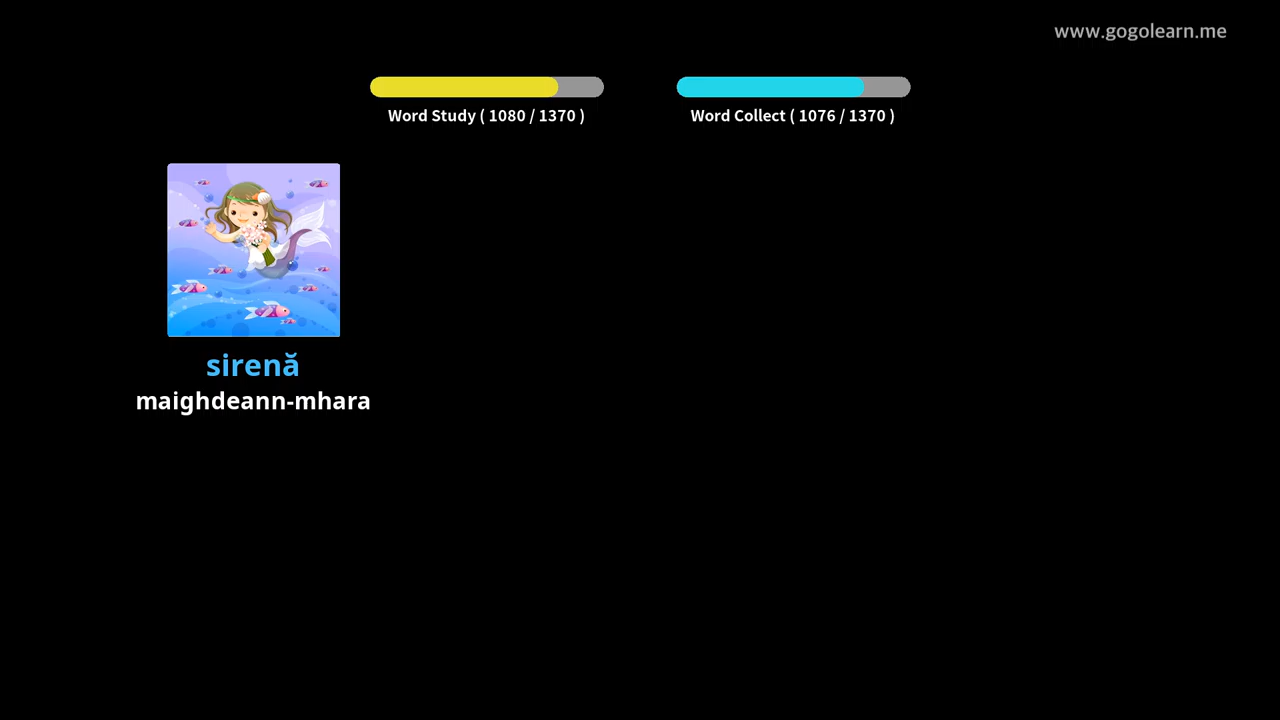 www.gogolearn.me
Word Study ( 1080 / 1370 )
Word Collect ( 1076 / 1370 )
sirenă
maighdeann-mhara